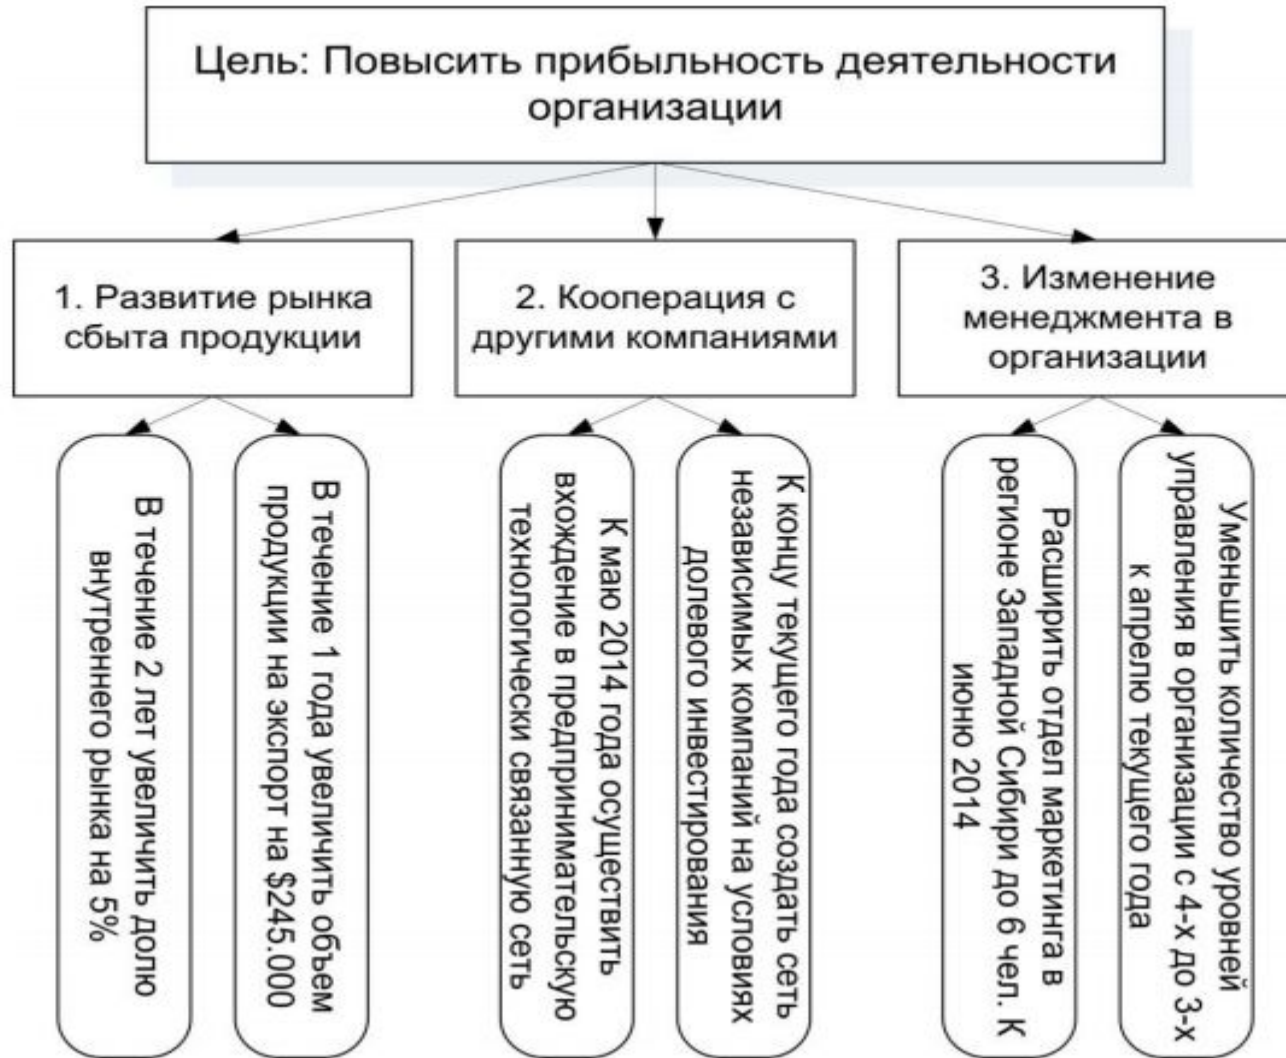 Цель: Повысить прибыльность деятельности
организации
1. Развитие рынка
сбыта продукции
2. Кооперация с
другими компаниями
3. Изменение
менеджмента в
организации
В течение 2 лет увеличить долю
внутреннего рынка на 5%
В течение 1 года увеличить объем
продукции на экспорт на $245.000
К маю 2014 года осуществить
вхождение в предпринимательскую
технологически связанную сеть
К концу текущего года создать сеть
независимых компаний на условиях
долевого инвестирования
Расширить отдел маркетинга в
регионе Западной Сибири до 6 чел. К
июню 2014
Уменьшить количество уровней
управления в организации с 4-х до 3-х
к апрелю текущего года